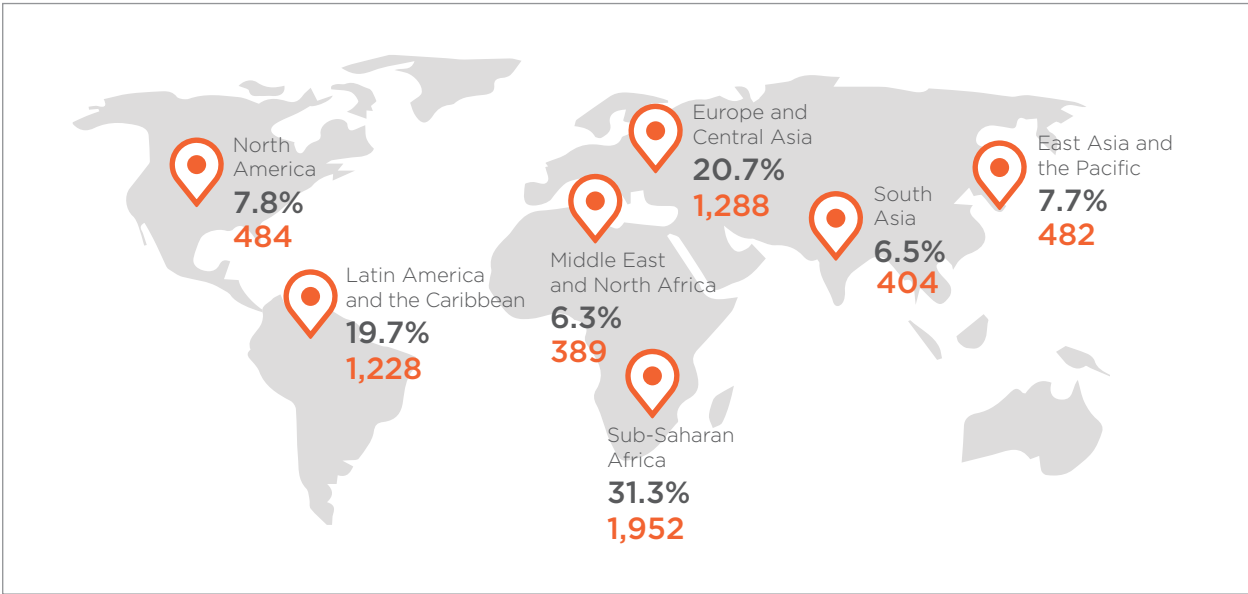 North
America
7.8%
484
Latin America
and the Caribbean
19.7%
1,228
Europe and
Central Asia
20.7%
1,288
Middle East
and North Africa
6.3%
389
Sub-Saharan
Africa
31.3%
1,952
South
Asia
6.5%
404
East Asia and
the Pacific
7.7%
482